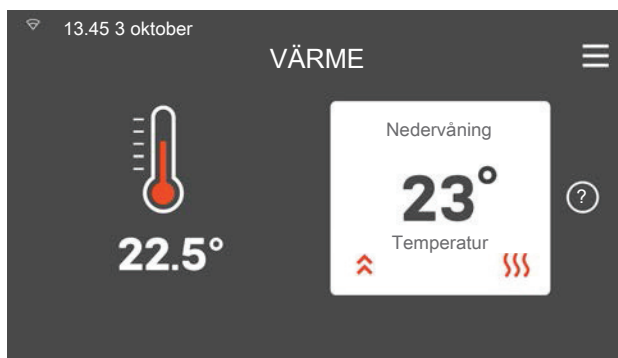 13.45 3 oktober
VÄRME
Nedervåning
23°
Temperatur
22.5°
?